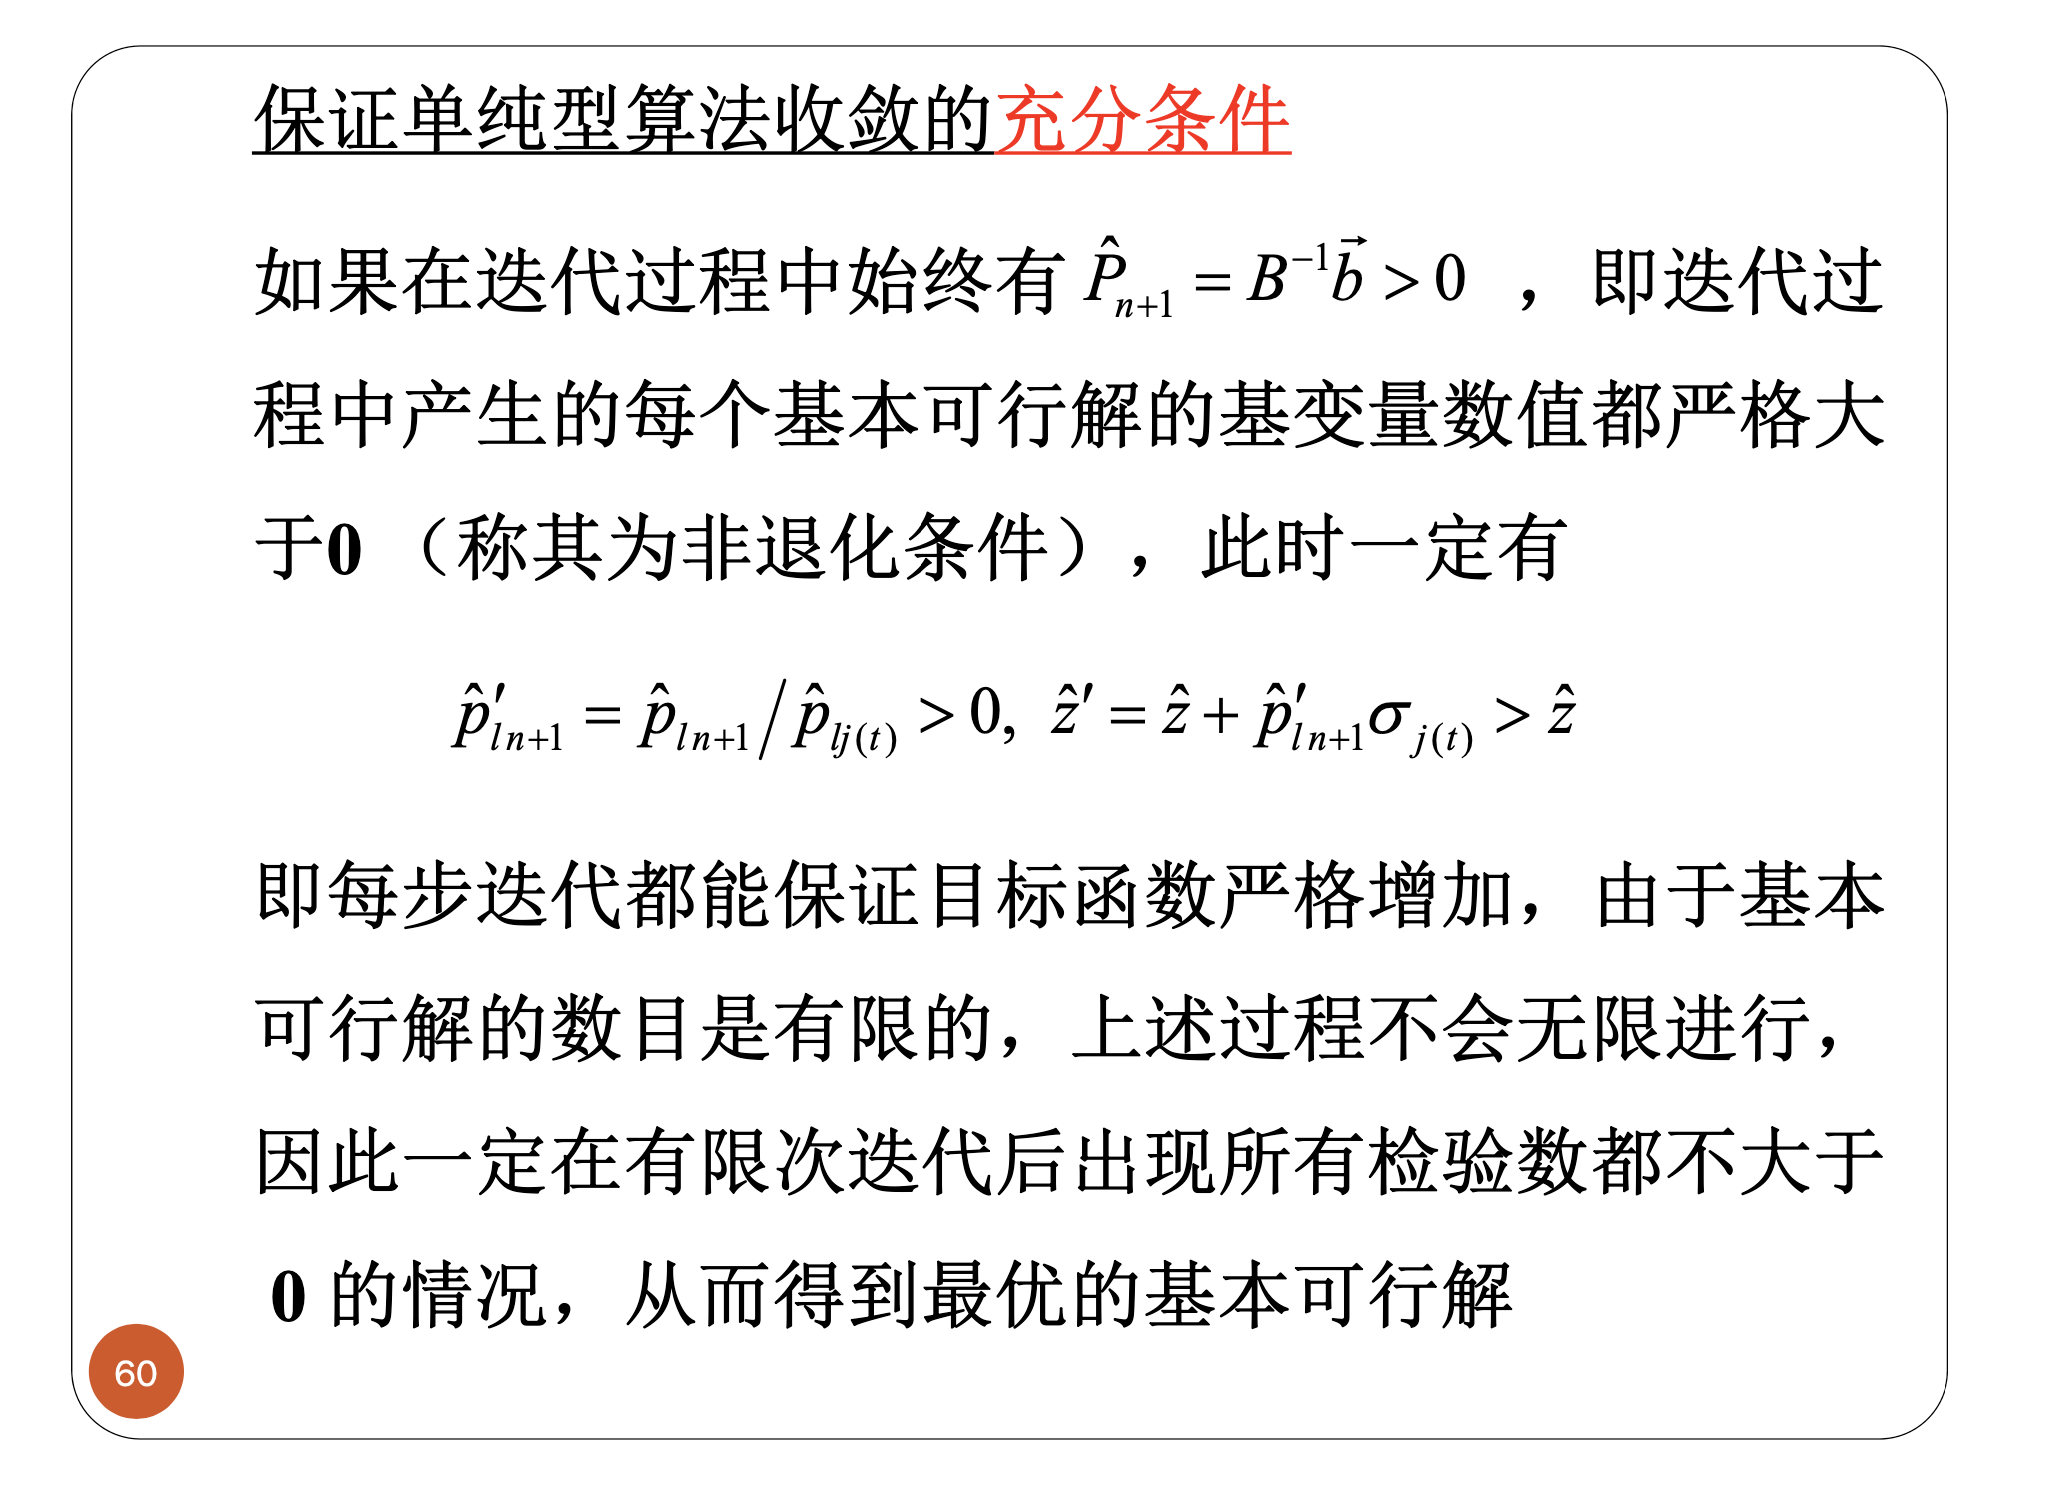 保证单纯型算法收敛的充分条件
如果在迭代过程中始终有 $\hat{P}_{n+1} = B^{-1}\vec{b} > 0$ ，即迭代过
程中产生的每个基本可行解的基变量数值都严格大
于0（称其为非退化条件），此时一定有
$\hat{p}'_{l\,n+1} = \hat{p}_{l\,n+1} / \hat{p}_{lj(t)} > 0,\ \hat{z}' = \hat{z} + \hat{p}'_{l\,n+1}\sigma_{j(t)} > \hat{z}$
即每步迭代都能保证目标函数严格增加，由于基本
可行解的数目是有限的，上述过程不会无限进行，
因此一定在有限次迭代后出现所有检验数都不大于
0 的情况，从而得到最优的基本可行解
60